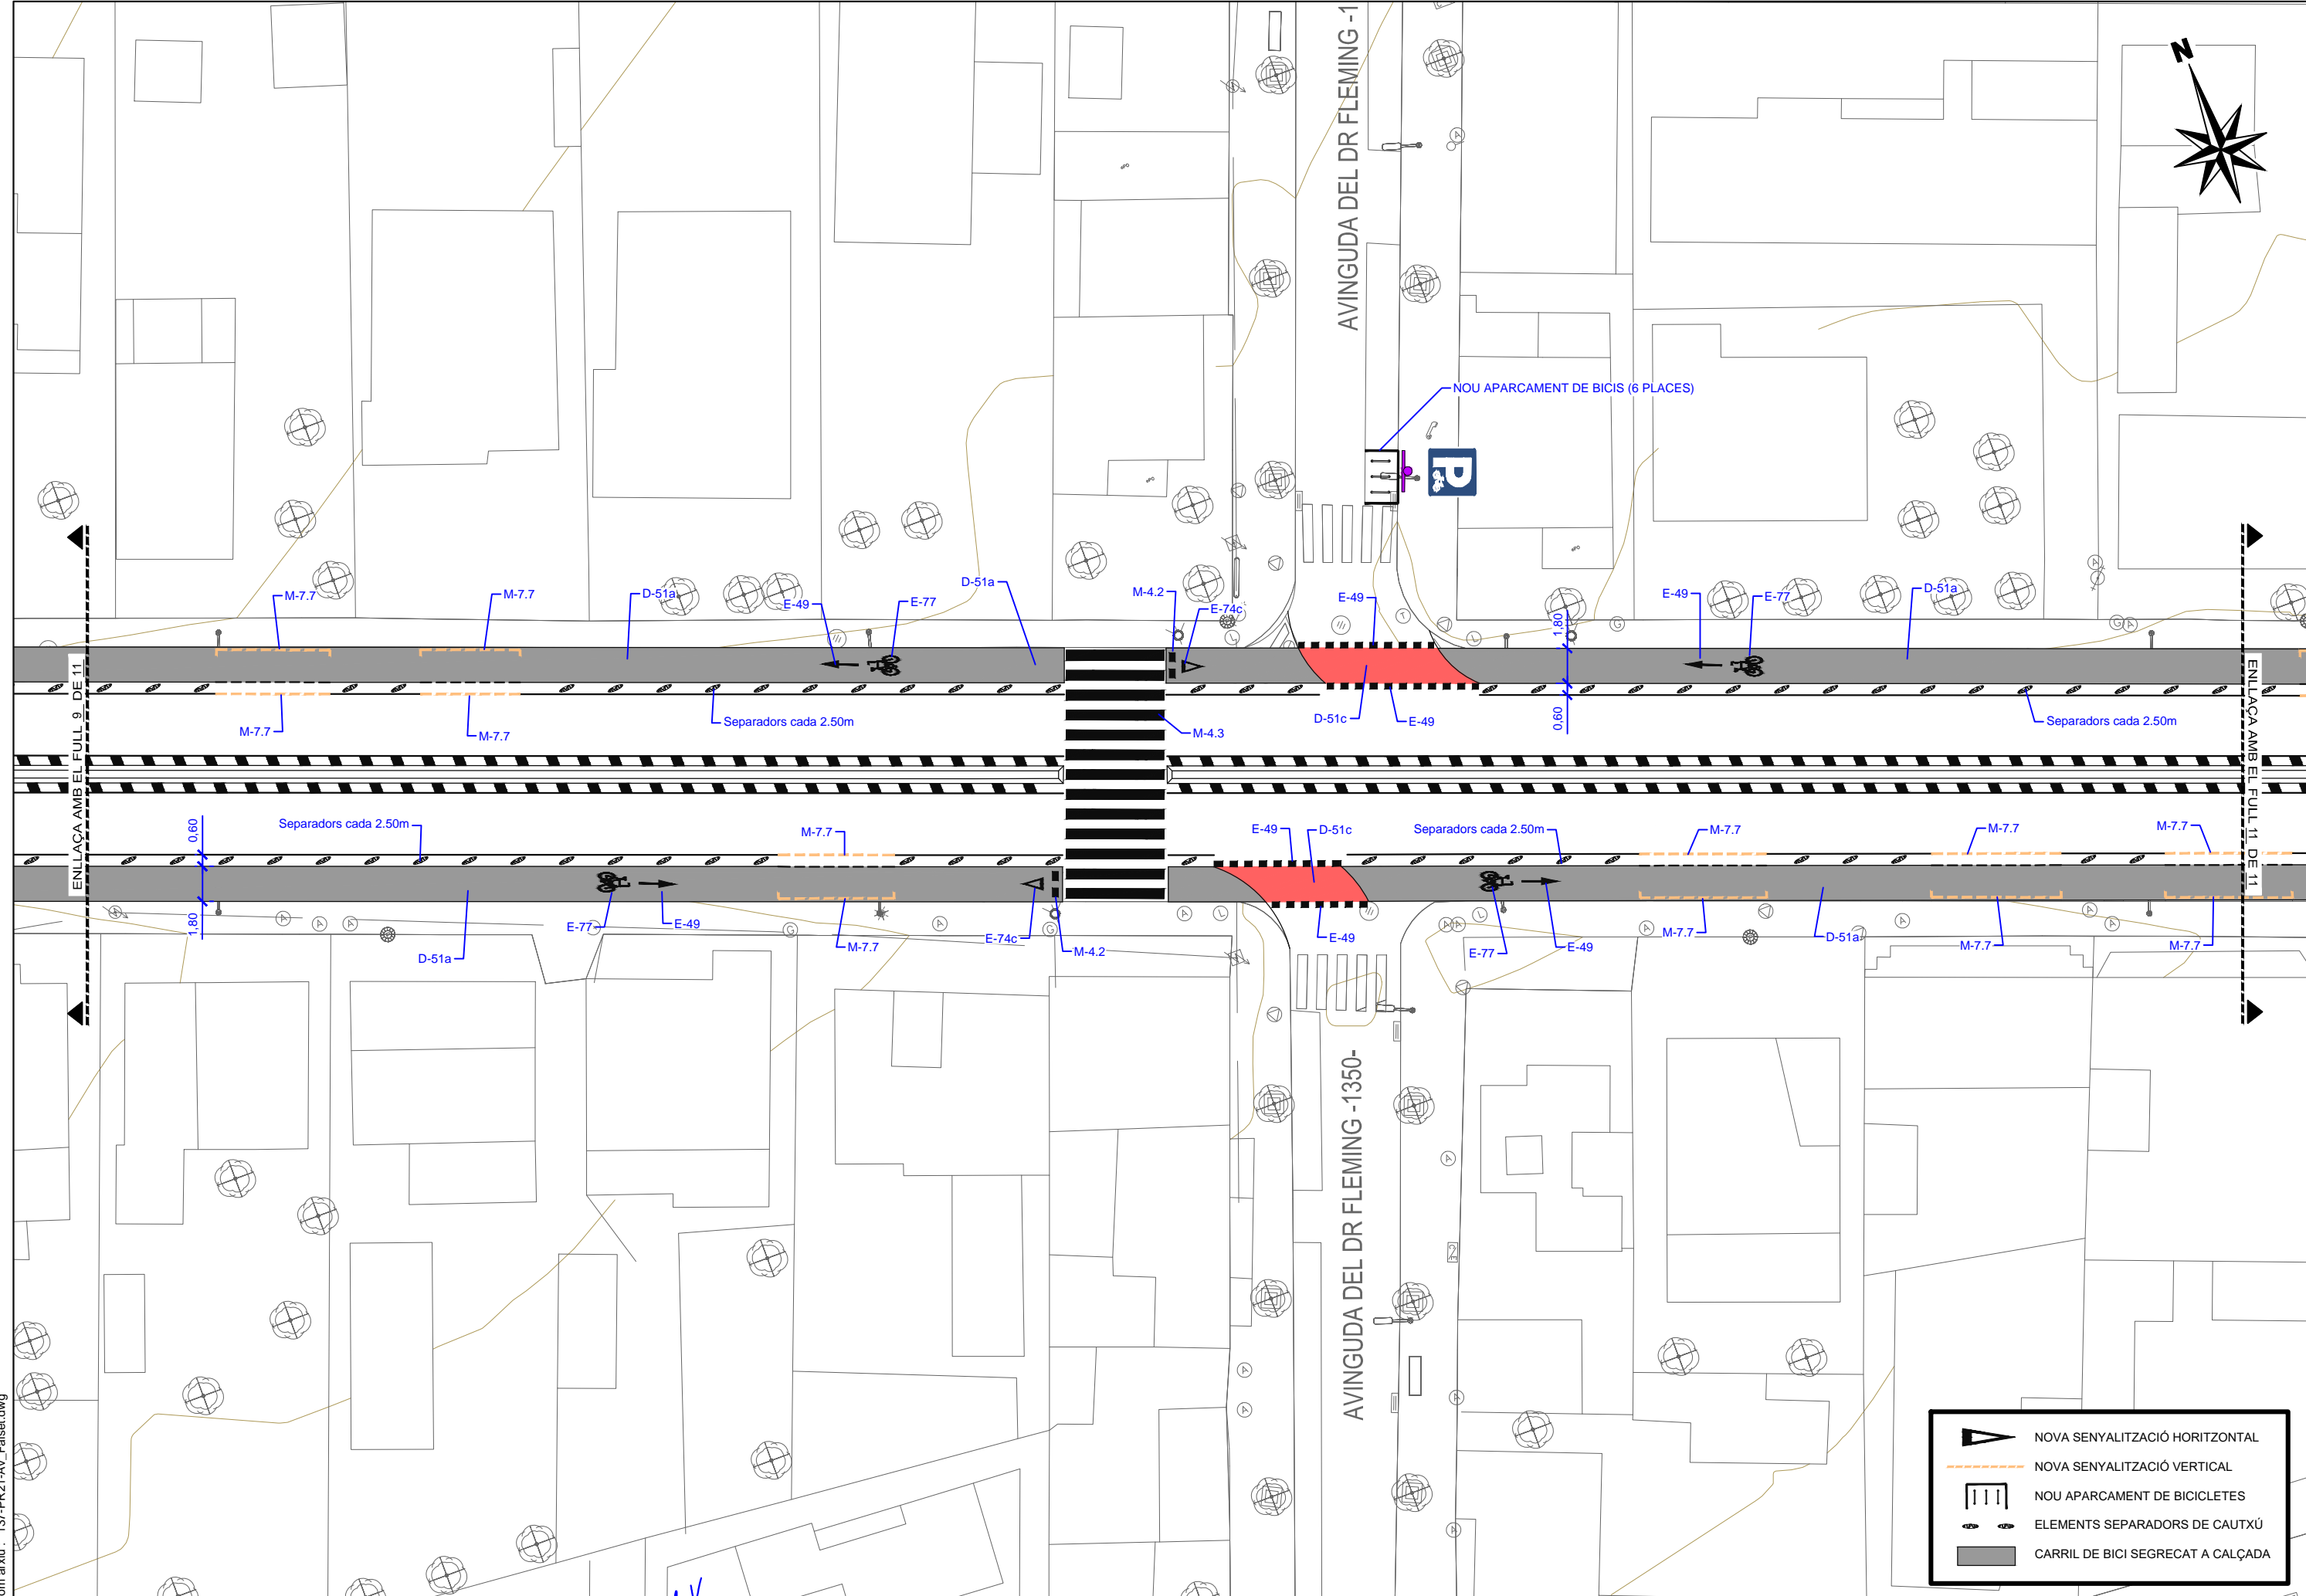 AVINGUDA DEL DR FLEMING -1
N
NOU APARCAMENT DE BICIS (6 PLACES)
P
M-7.7
M-7.7
D-51a
E-49
E-77
D-51a
M-4.2
E-74c
E-49
1,80
E-49
E-77
D-51a
ENLLAÇA AMB EL FULL 9 DE 11
M-7.7
M-7.7
Separadors cada 2.50m
M-4.3
D-51c
E-49
0,60
Separadors cada 2.50m
ENLLAÇA AMB EL FULL 11 DE 11
0,60
Separadors cada 2.50m
M-7.7
E-49
D-51c
Separadors cada 2.50m
M-7.7
M-7.7
M-7.7
1,80
D-51a
E-77
E-49
M-7.7
E-74c
M-4.2
E-49
E-77
E-49
M-7.7
D-51a
M-7.7
M-7.7
AVINGUDA DEL DR FLEMING -1350-
NOVA SENYALITZACIÓ HORITZONTAL
NOVA SENYALITZACIÓ VERTICAL
NOU APARCAMENT DE BICICLETES
ELEMENTS SEPARADORS DE CAUTXÚ
CARRIL DE BICI SEGRECAT A CALÇADA